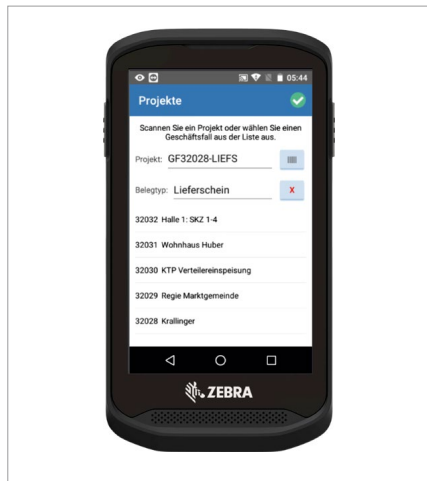 05:44
Projekte
Scannen Sie ein Projekt oder wählen Sie einen
Geschäftsfall aus der Liste aus.
Projekt: GF32028-LIEFS
Belegtyp: Lieferschein X
32032 Halle 1: SKZ 1-4
32031 Wohnhaus Huber
32030 KTP Verteilereinspeisung
32029 Regie Marktgemeinde
32028 Krallinger
ZEBRA